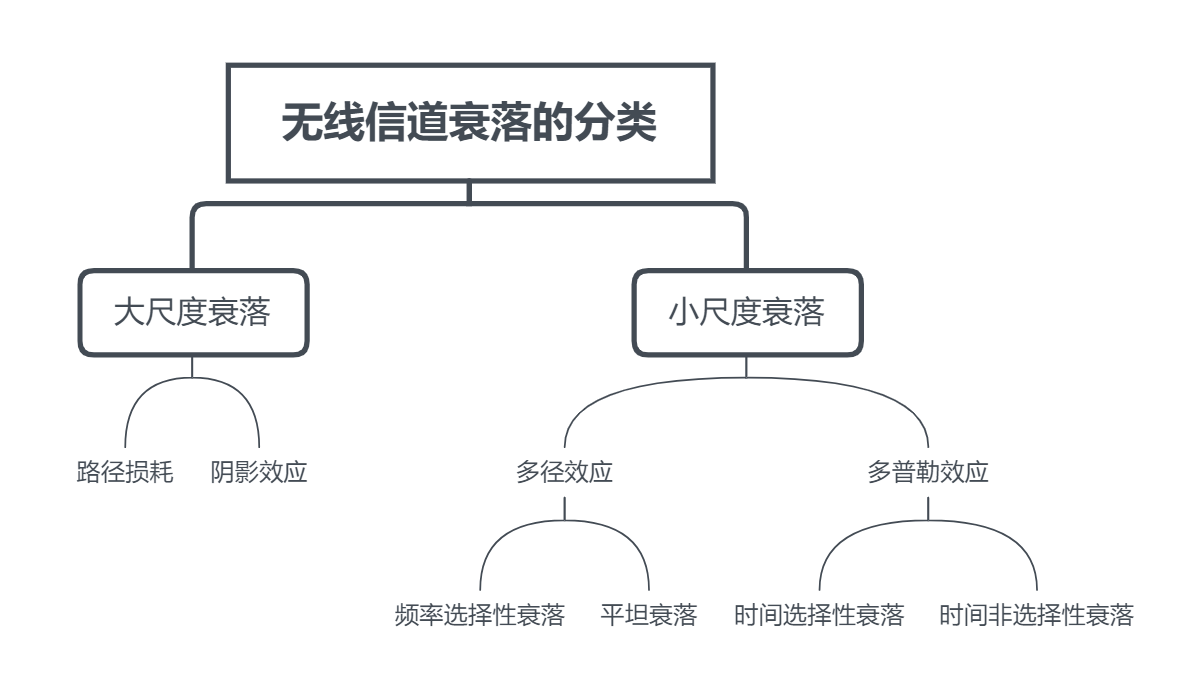 无线信道衰落的分类
大尺度衰落
小尺度衰落
路径损耗
阴影效应
多径效应
多普勒效应
频率选择性衰落
平坦衰落
时间选择性衰落
时间非选择性衰落